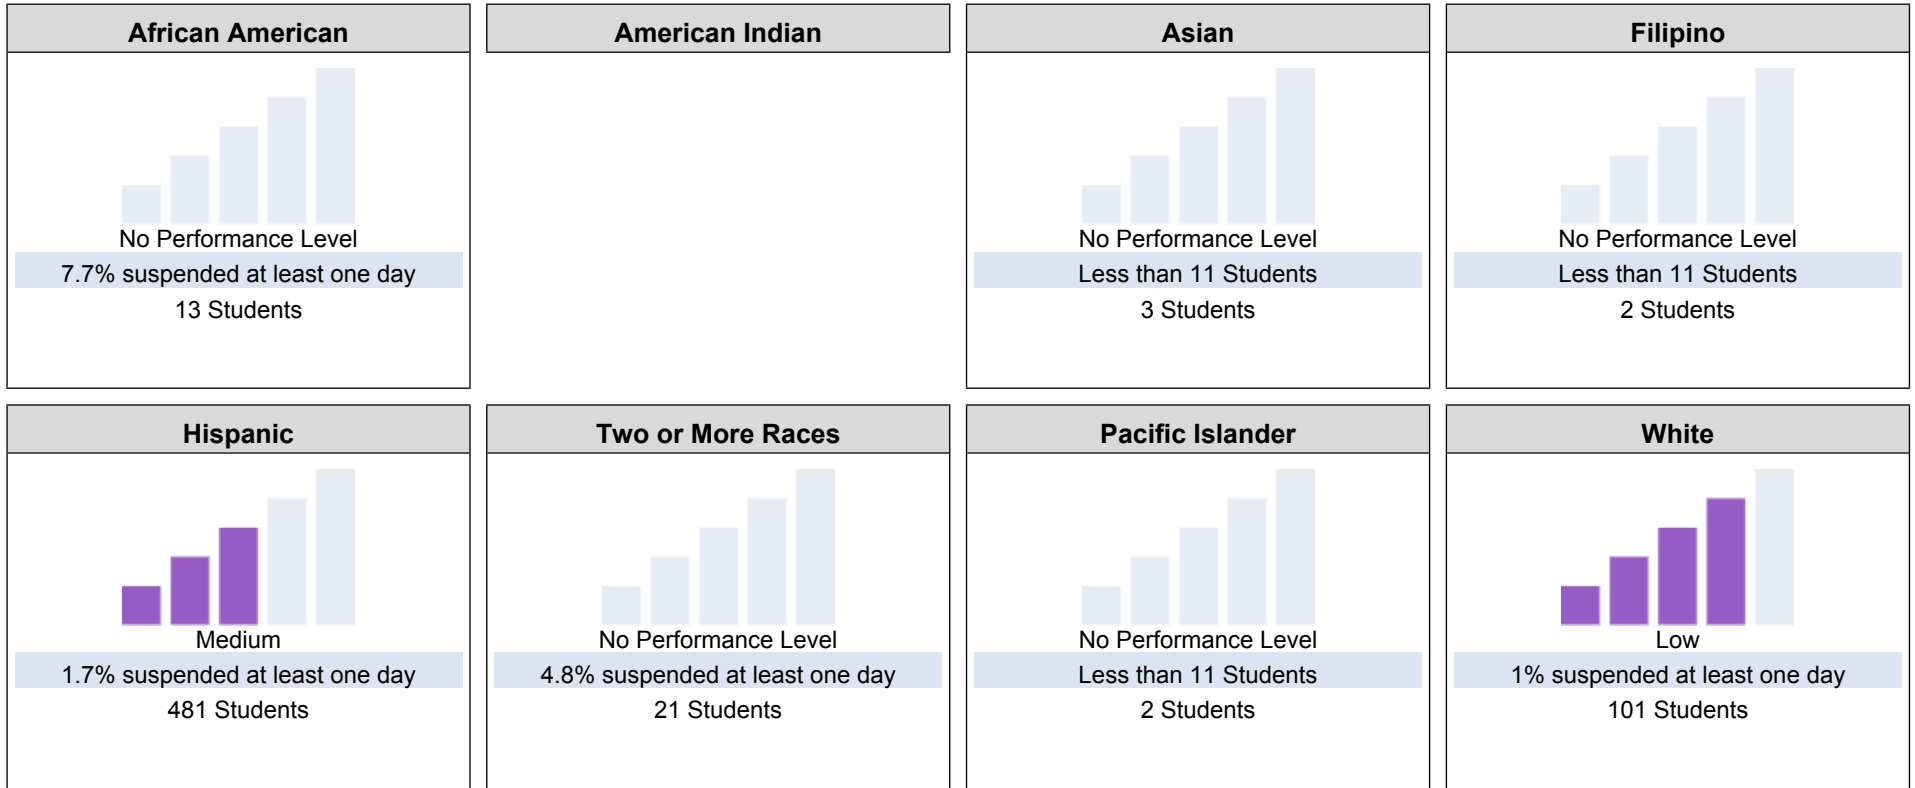 African American
No Performance Level
7.7% suspended at least one day
13 Students
American Indian
Asian
No Performance Level
Less than 11 Students
3 Students
Filipino
No Performance Level
Less than 11 Students
2 Students
Hispanic
Medium
1.7% suspended at least one day
481 Students
Two or More Races
No Performance Level
4.8% suspended at least one day
21 Students
Pacific Islander
No Performance Level
Less than 11 Students
2 Students
White
Low
1% suspended at least one day
101 Students